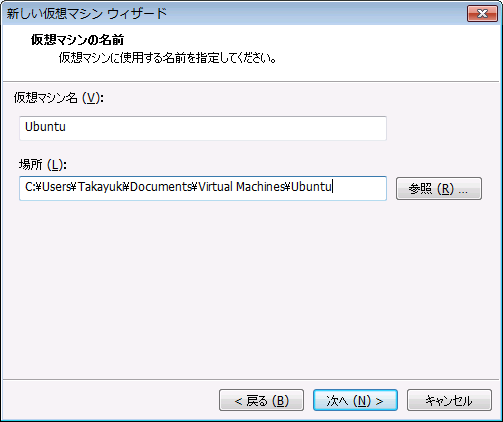 新しい仮想マシン ウィザード
仮想マシンの名前
仮想マシンに使用する名前を指定してください。
仮想マシン名 (V):
Ubuntu
場所 (L):
C:¥Users¥Takayuki¥Documents¥Virtual Machines¥Ubuntu
参照 (R) ...
< 戻る (B)
次へ (N) >
キャンセル